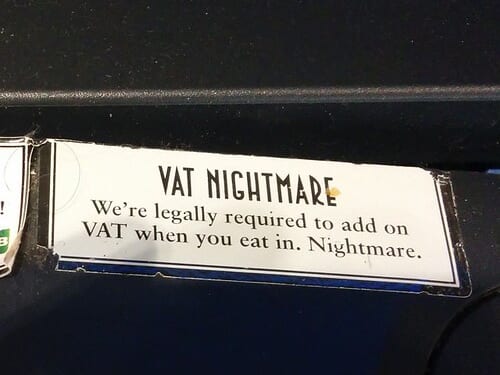 VAT NIGHTMARE
We're legally required to add on
VAT when you eat in. Nightmare.
!